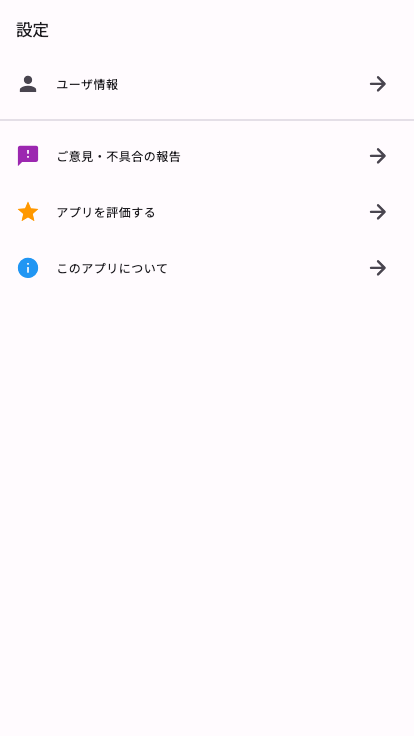 設定
ユーザ情報
ご意見・不具合の報告
アプリを評価する
このアプリについて